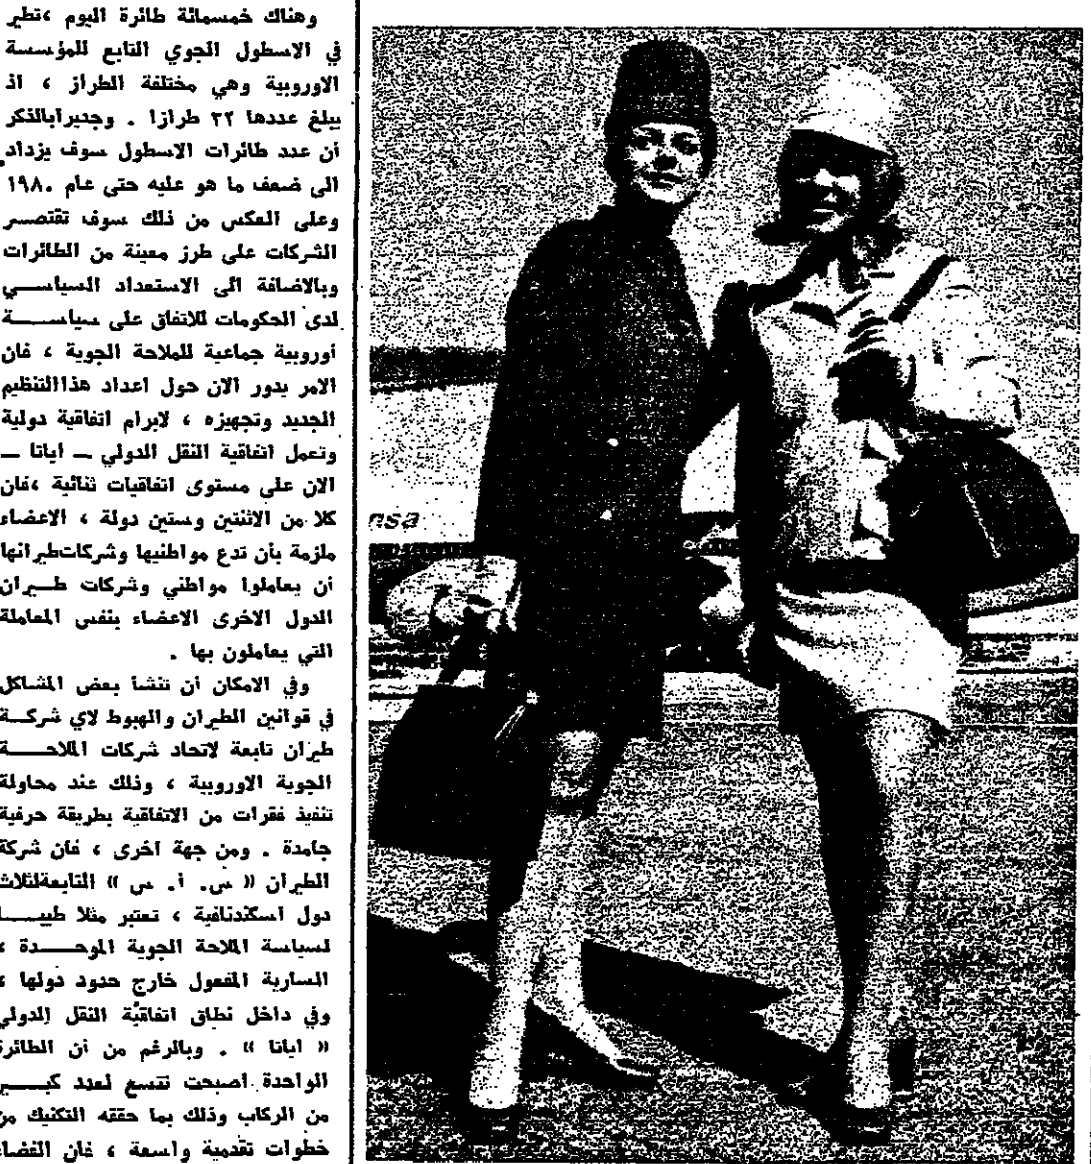 وهناك خمسمائة طائرة اليوم ،تطير
في الاسطول الجوي التابع للمؤسسة
الاوروبية وهي مختلفة الطراز ، اذ
يبلغ عددها ٢٢ طرازا . وجديرابالذكر
أن عدد طائرات الاسطول سوف يزداد
الى ضعف ما هو عليه حتى عام ١٩٨٠
وعلى العكس من ذلك سوف تقتصر
الشركات على طرز معينة من الطائرات
وبالاضافة الى الاستعداد السياسي
لدى الحكومات للاتفاق على سياسة
أوروبية جماعية للملاحة الجوية ، فان
الامر يدور الان حول اعداد هذاالتنظيم
الجديد وتجهيزه ، لابرام اتفاقية دولية
وتعمل اتفاقية النقل الدولي ــ اياتا ــ
الان على مستوى اتفاقيات ثنائية ،فان
كلا من الاثنتين وستين دولة ، الاعضاء
ملزمة بأن تدع مواطنيها وشركاتطيرانها
أن يعاملوا مواطني وشركات طيران
الدول الاخرى الاعضاء بنفس المعاملة
التي يعاملون بها .
وفي الامكان أن تنشأ بعض المشاكل
في قوانين الطيران والهبوط لاي شركة
طيران تابعة لاتحاد شركات الملاحة
الجوية الاوروبية ، وذلك عند محاولة
تنفيذ فقرات من الاتفاقية بطريقة حرفية
جامدة . ومن جهة اخرى ، فان شركة
الطيران « س. أ. س » التابعةلثلاث
دول اسكندنافية ، تعتبر مثلا طيبا
لسياسة الملاحة الجوية الموحدة ،
السارية المفعول خارج حدود دولها ،
وفي داخل نطاق اتفاقية النقل الدولي
« اياتا » . وبالرغم من أن الطائرة
الواحدة اصبحت تتسع لعدد كبير
من الركاب وذلك بما حققه التكنيك من
خطوات تقدمية واسعة ، فان الفضاء
nsa